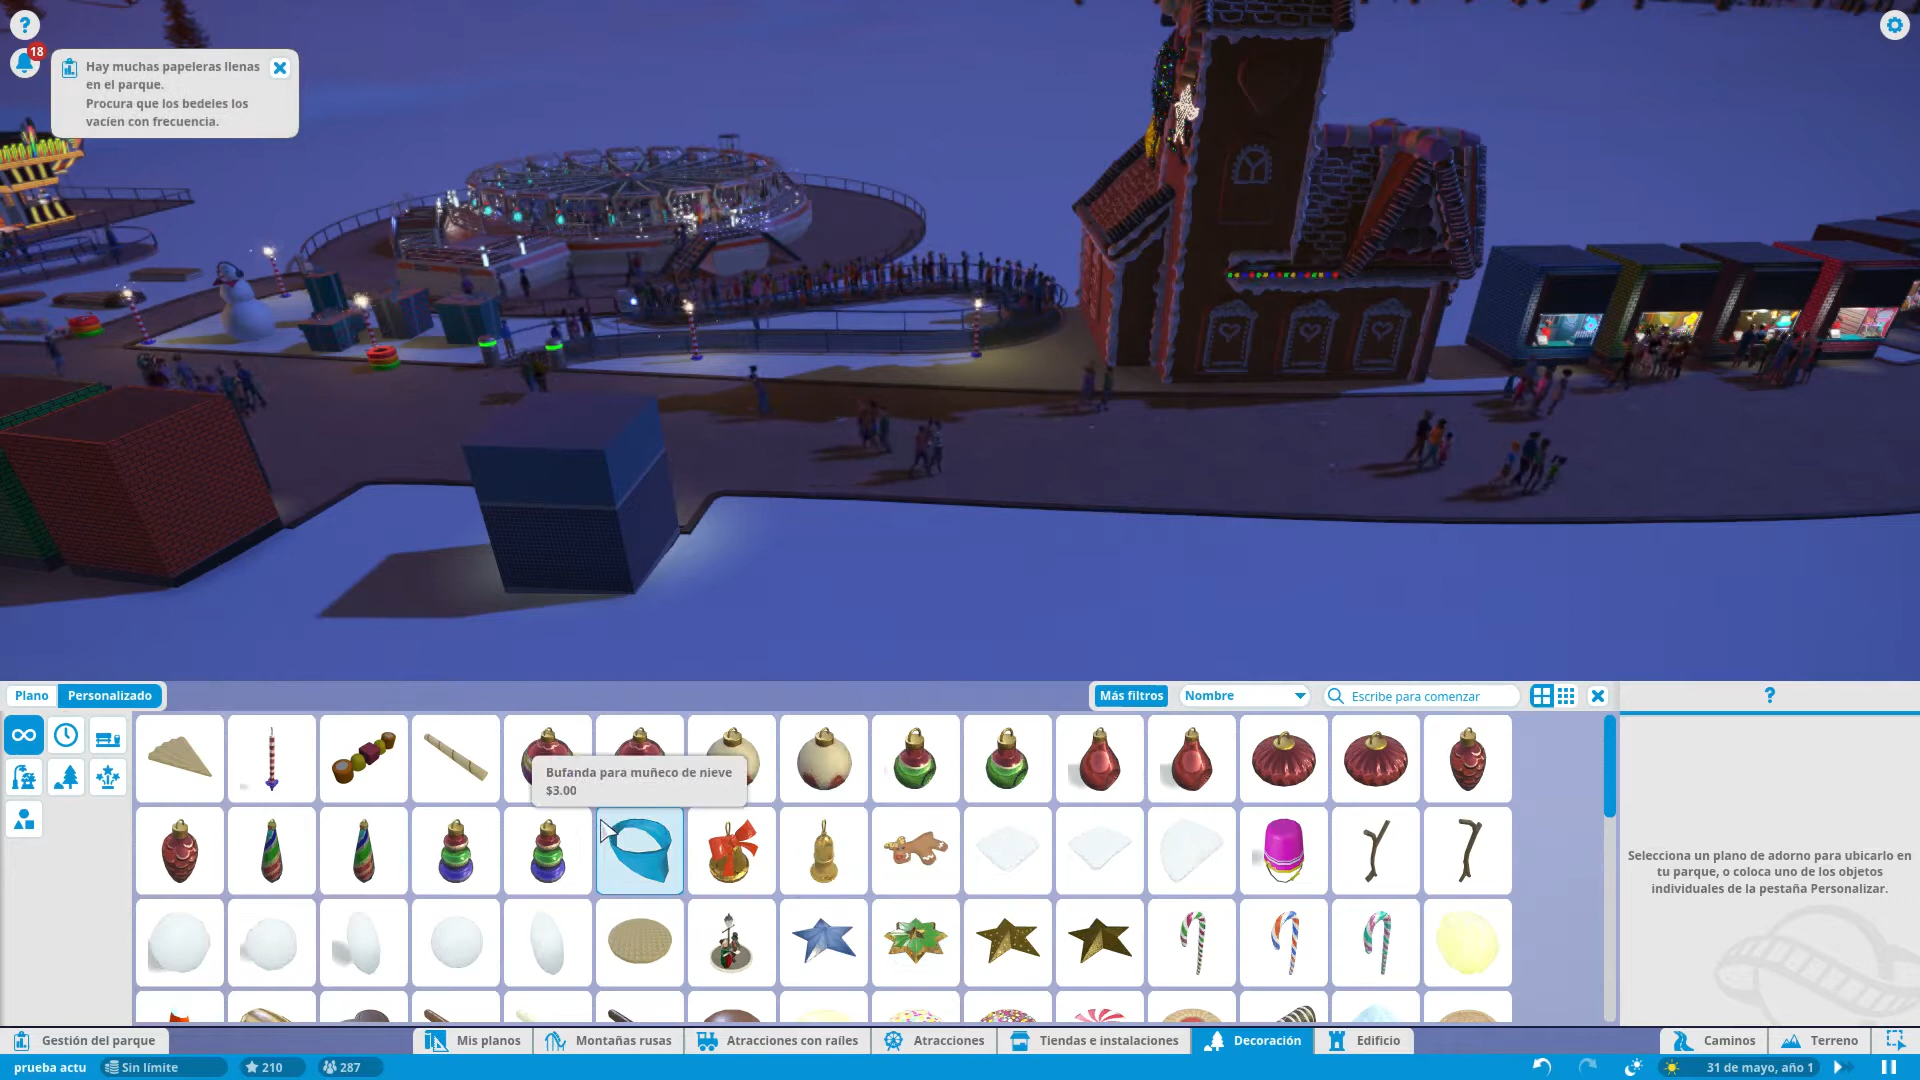 ?
18
Hay muchas papeleras llenas
en el parque.
Procura que los bedeles los
vacíen con frecuencia.
Plano
Personalizado
Más filtros
Nombre
Escribe para comenzar
?
Bufanda para muñeco de nieve
$3.00
Selecciona un plano de adorno para ubicarlo en
tu parque, o coloca uno de los objetos
individuales de la pestaña Personalizar.
Gestión del parque
Mis planos
Montañas rusas
Atracciones con raíles
Atracciones
Tiendas e instalaciones
Decoración
Edificio
Caminos
Terreno
prueba actu
Sin límite
210
287
31 de mayo, año 1